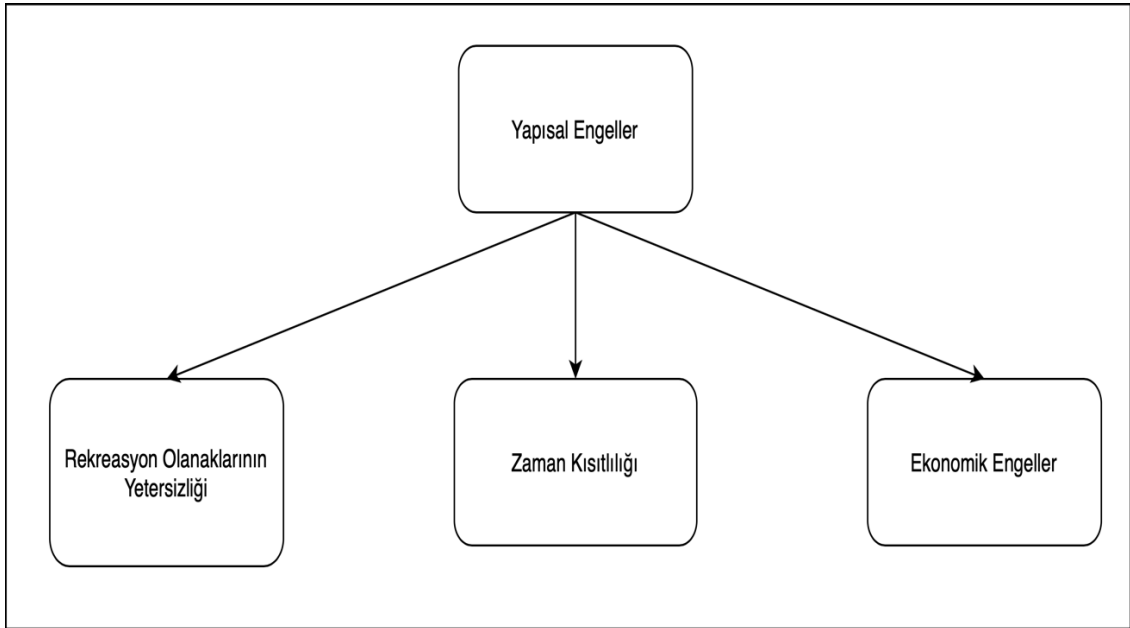 Yapısal Engeller
Rekreasyon Olanaklarının
Yetersizliği
Zaman Kısıtlılığı
Ekonomik Engeller